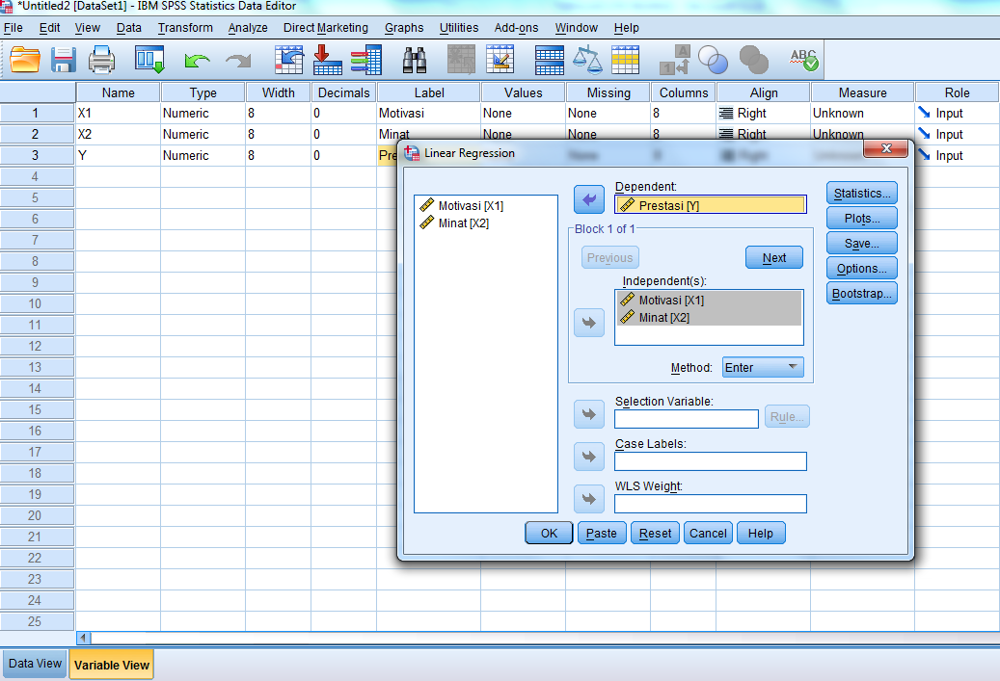 *Untitled2 [DataSet1] - IBM SPSS Statistics Data Editor
File Edit View Data Transform Analyze Direct Marketing Graphs Utilities Add-ons Window Help
A
1
ABC
Name Type Width Decimals Label Values Missing Columns Align Measure Role
1 X1 Numeric 8 0 Motivasi None None 8 Right Unknown Input
2 X2 Numeric 8 0 Minat None None 8 Right Unknown Input
3 Y Numeric 8 0 Pre None 8 Right Input
4
5
6
7
8
9
10
11
12
13
14
15
16
17
18
19
20
21
22
23
24
25
Linear Regression
Motivasi [X1]
Minat [X2]
Dependent:
Prestasi [Y]
Block 1 of 1
Previous Next
Independent(s):
Motivasi [X1]
Minat [X2]
Method: Enter
Selection Variable:
Rule...
Case Labels:
WLS Weight:
Statistics...
Plots...
Save...
Options...
Bootstrap...
OK Paste Reset Cancel Help
Data View Variable View